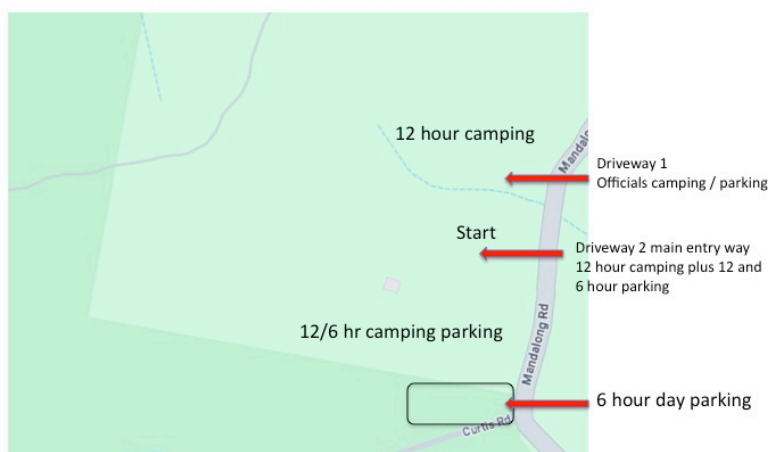 12 hour camping
Mandalo
Driveway 1
Officials camping / parking
Start
Driveway 2 main entry way
12 hour camping plus 12 and
6 hour parking
12/6 hr camping parking
Mandalong Rd
6 hour day parking
Curtis Rd